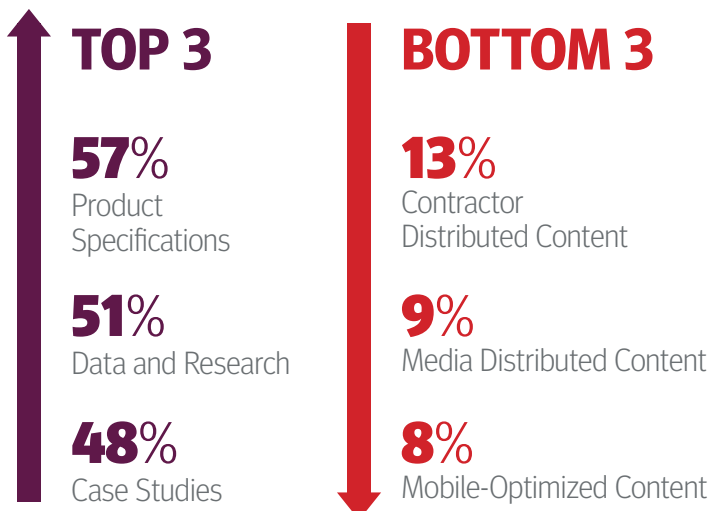 TOP 3
57%
Product
Specifications
51%
Data and Research
48%
Case Studies
BOTTOM 3
13%
Contractor
Distributed Content
9%
Media Distributed Content
8%
Mobile-Optimized Content